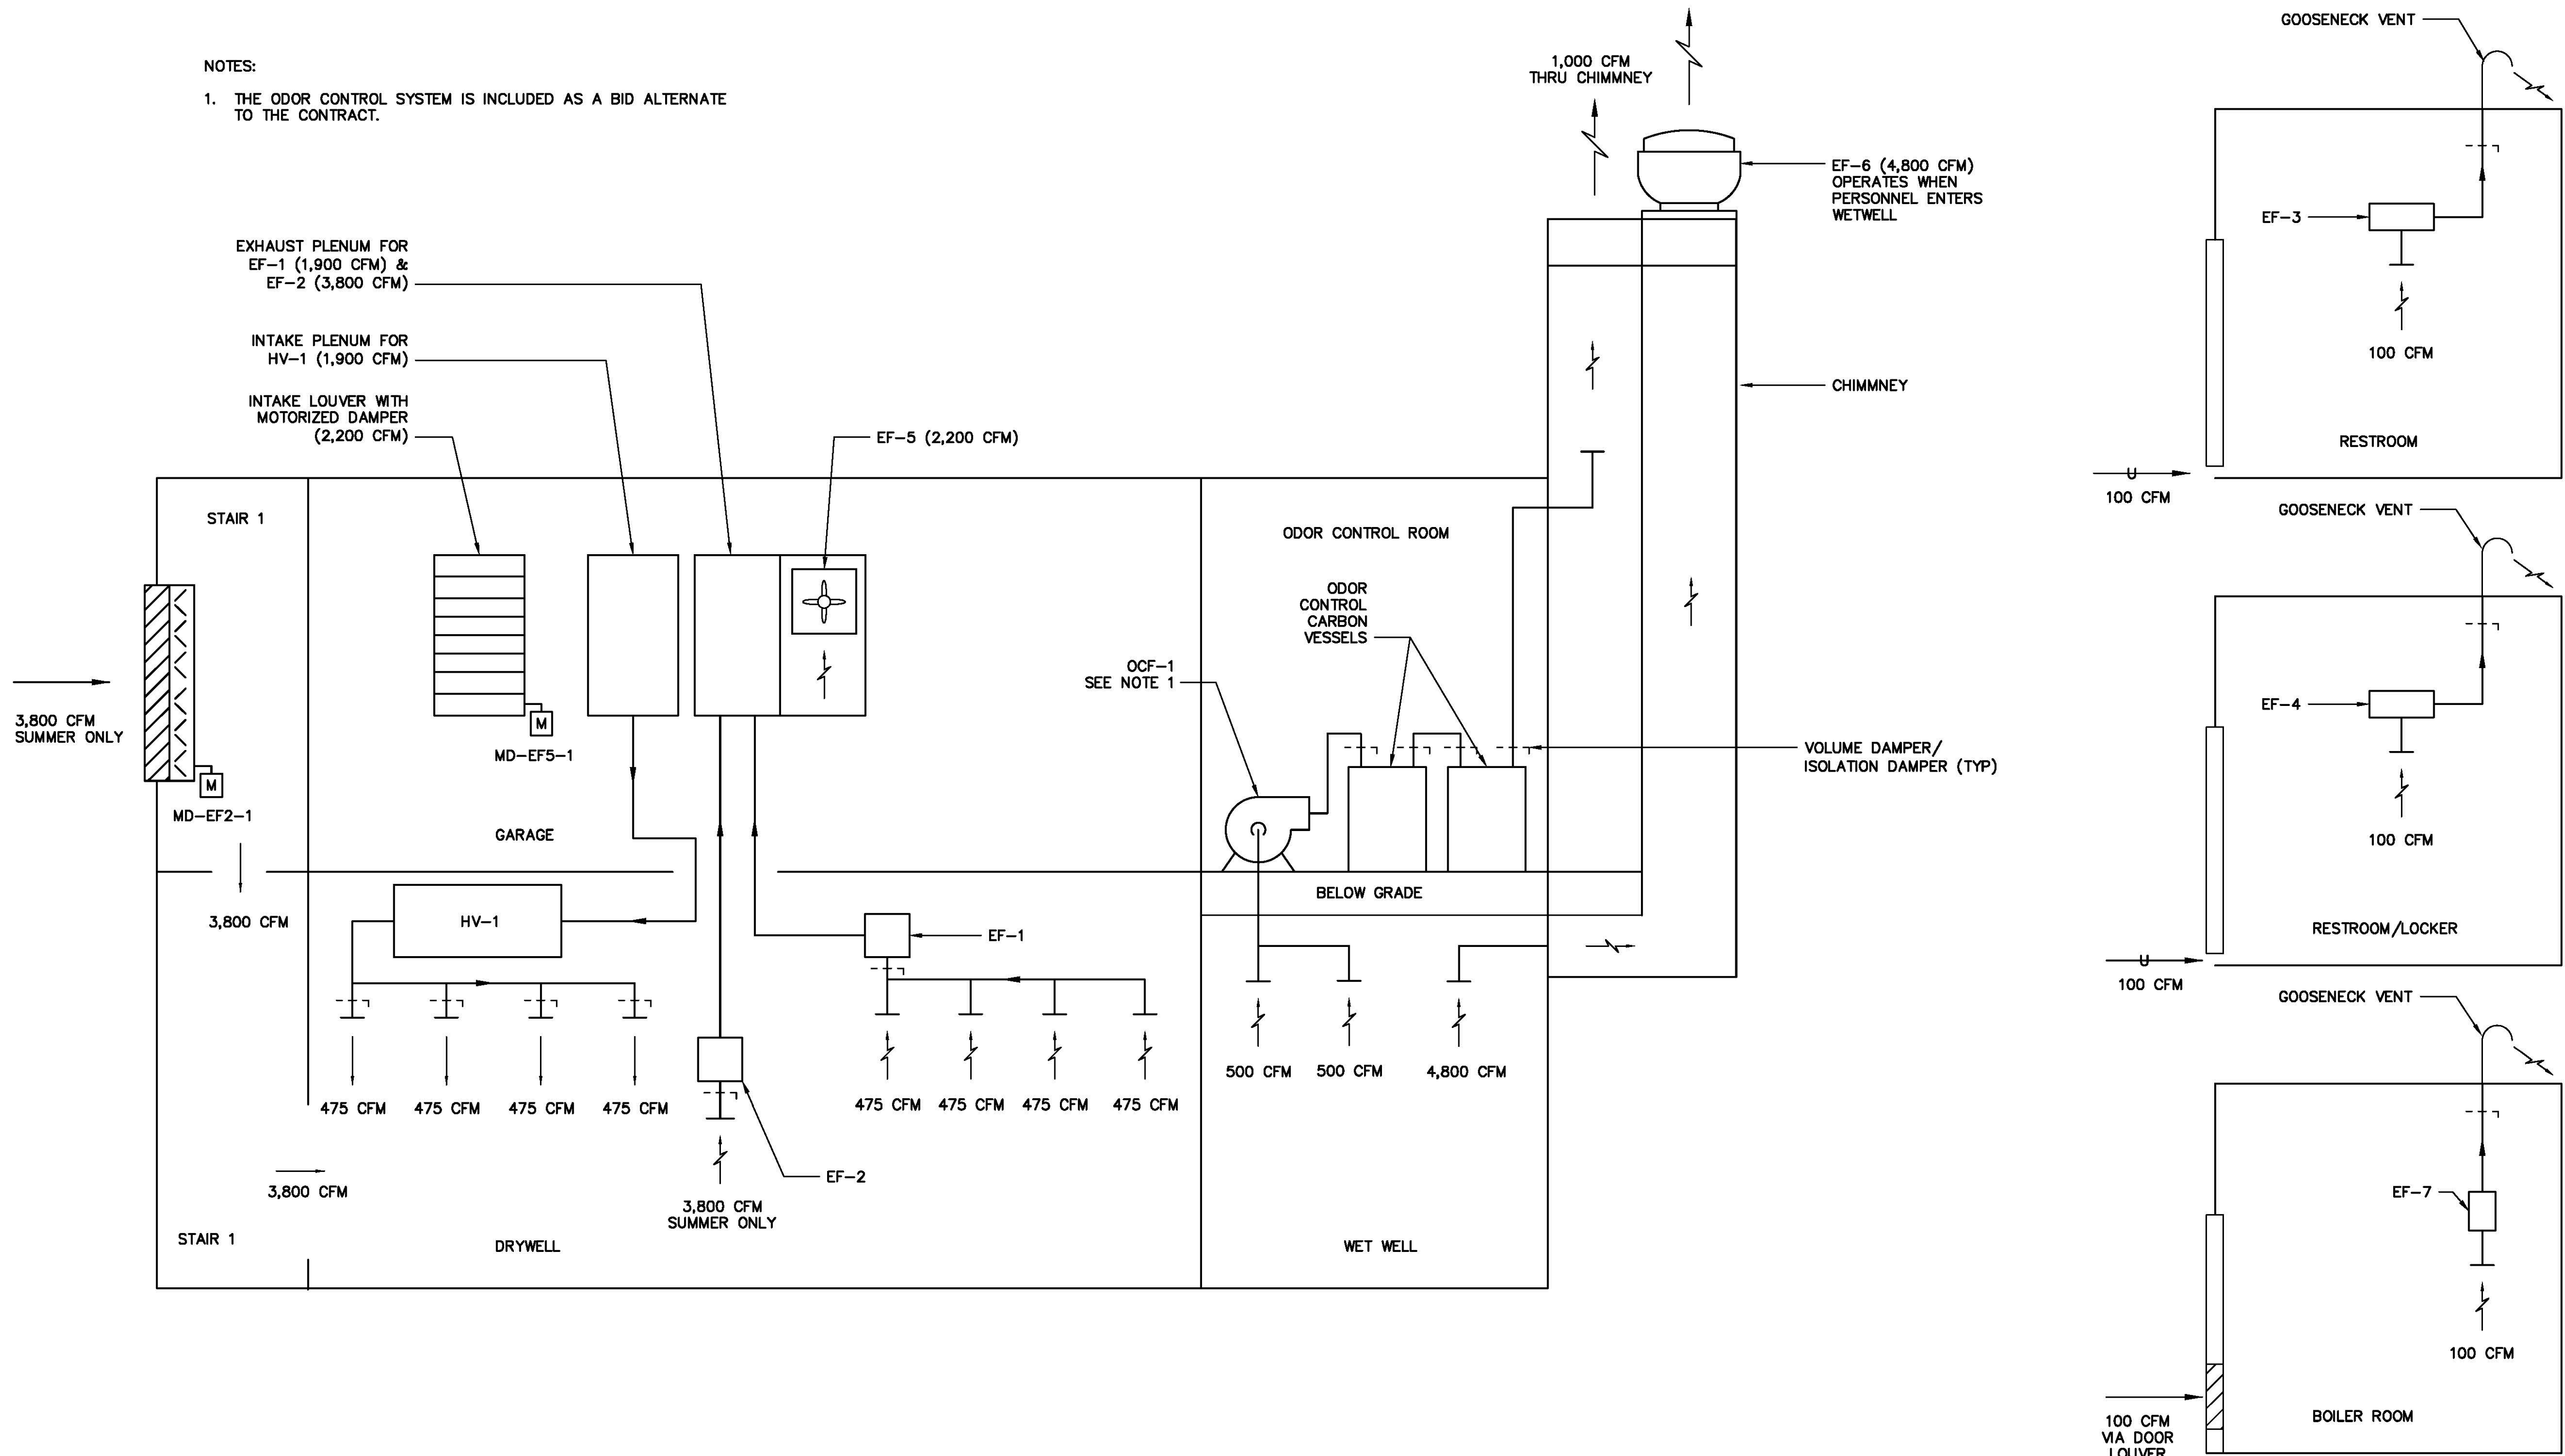 NOTES:
1. THE ODOR CONTROL SYSTEM IS INCLUDED AS A BID ALTERNATE
TO THE CONTRACT.
EXHAUST PLENUM FOR
EF-1 (1,900 CFM) &
EF-2 (3,800 CFM)
INTAKE PLENUM FOR
HV-1 (1,900 CFM)
INTAKE LOUVER WITH
MOTORIZED DAMPER
(2,200 CFM)
EF-5 (2,200 CFM)
1,000 CFM
THRU CHIMMNEY
EF-6 (4,800 CFM)
OPERATES WHEN
PERSONNEL ENTERS
WETWELL
CHIMMNEY
STAIR 1
3,800 CFM
SUMMER ONLY
M
MD-EF2-1
M
MD-EF5-1
GARAGE
3,800 CFM
HV-1
EF-1
475 CFM
475 CFM
475 CFM
475 CFM
475 CFM
475 CFM
475 CFM
475 CFM
EF-2
3,800 CFM
SUMMER ONLY
3,800 CFM
STAIR 1
DRYWELL
ODOR CONTROL ROOM
ODOR
CONTROL
CARBON
VESSELS
OCF-1
SEE NOTE 1
VOLUME DAMPER/
ISOLATION DAMPER (TYP)
BELOW GRADE
500 CFM
500 CFM
4,800 CFM
WET WELL
GOOSENECK VENT
EF-3
100 CFM
RESTROOM
100 CFM
GOOSENECK VENT
EF-4
100 CFM
RESTROOM/LOCKER
100 CFM
GOOSENECK VENT
EF-7
100 CFM
BOILER ROOM
100 CFM
VIA DOOR
LOUVER